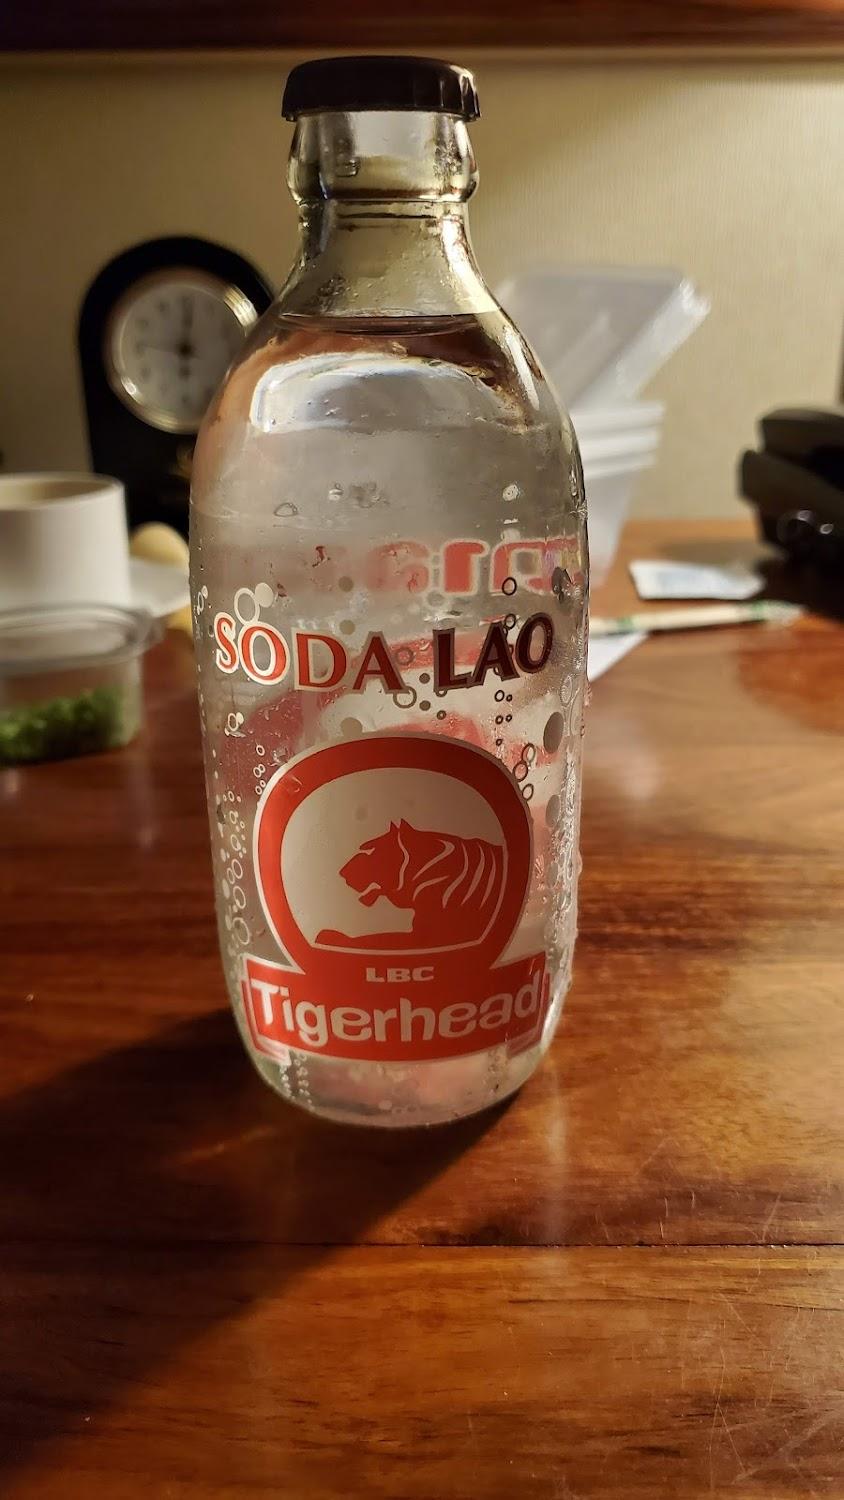 SODA LAO
LBC
Tigerhead